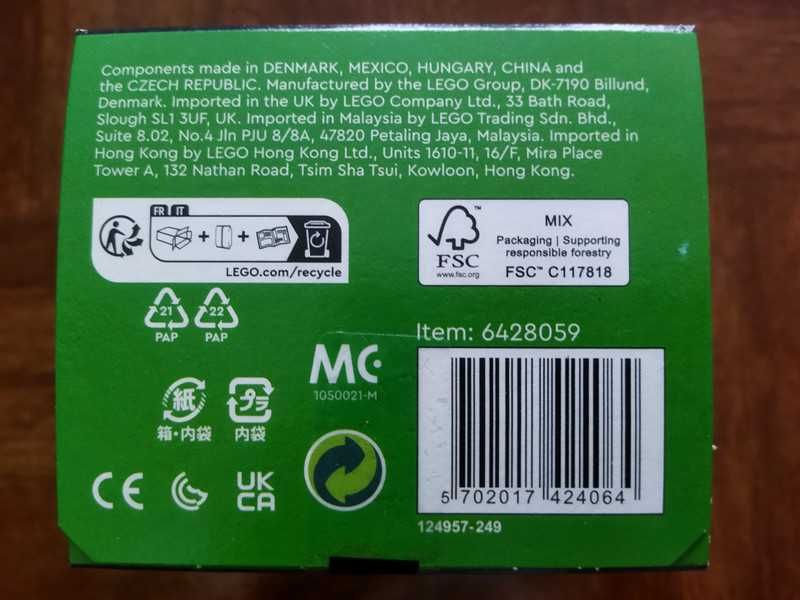 Components made in DENMARK, MEXICO, HUNGARY, CHINA and
the CZECH REPUBLIC. Manufactured by the LEGO Group, DK-7190 Billund,
Denmark. Imported in the UK by LEGO Company Ltd., 33 Bath Road,
Slough SL1 3UF, UK. Imported in Malaysia by LEGO Trading Sdn. Bhd.,
Suite 8.02, No.4 Jln PJU 8/8A, 47820 Petaling Jaya, Malaysia. Imported in
Hong Kong by LEGO Hong Kong Ltd., Units 1610-11, 16/F, Mira Place
Tower A, 132 Nathan Road, Tsim Sha Tsui, Kowloon, Hong Kong.
FR IT
+ +
LEGO.com/recycle
FSC™
www.fsc.org
MIX
Packaging | Supporting
responsible forestry
FSC™ C117818
21 22
PAP PAP
MC
1050021-M
Item: 6428059
紙 プラ
箱・内袋 内袋
CE UK
CA
5 702017 424064
124957-249